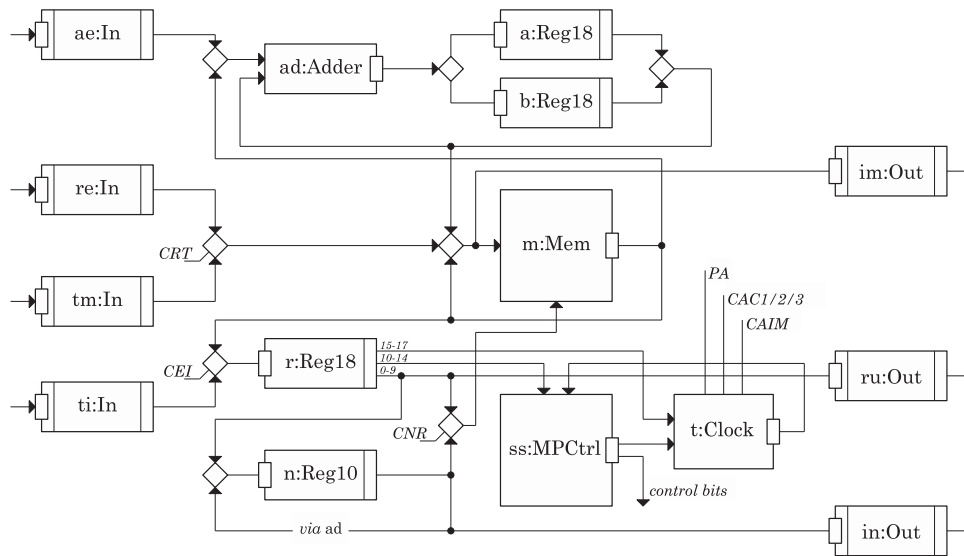 ae:In
a:Reg18
ad:Adder
b:Reg18
re:In
im:Out
CRT
m:Mem
tm:In
PA
CAC1/2/3
CAIM
15-17
10-14
0-9
r:Reg18
CEI
ru:Out
ti:In
CNR
t:Clock
ss:MPCtrl
n:Reg10
control bits
via ad
in:Out